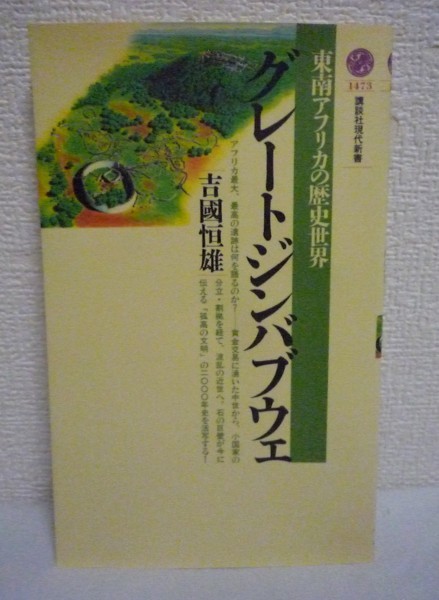 1473
講談社現代新書
東南アフリカの歴史世界
グレートジンバブウェ
吉國恒雄
アフリカ最大、最高の遺跡は何を語るのか?——黄金交易に湧いた中世から、小国家の
分立・割拠を経て、波乱の近世へ。石の巨壁が今に
伝える「孤高の文明」の二〇〇〇年を活写する!